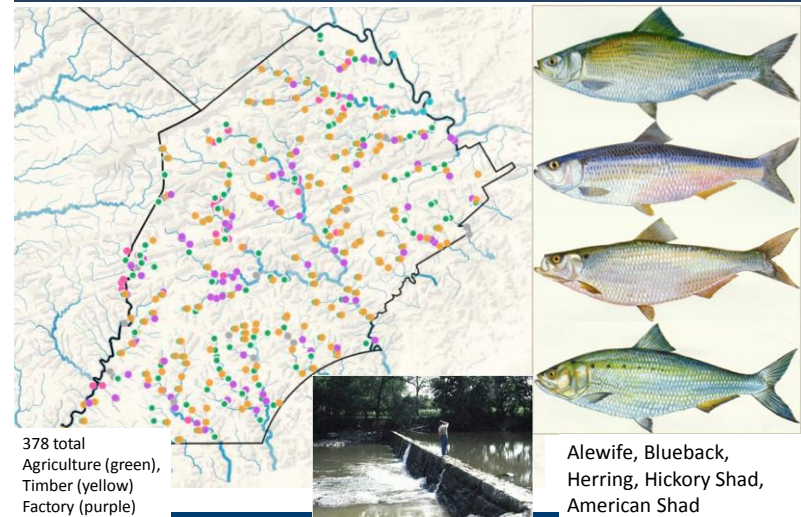 378 total
Agriculture (green),
Timber (yellow)
Factory (purple)
Alewife, Blueback,
Herring, Hickory Shad,
American Shad